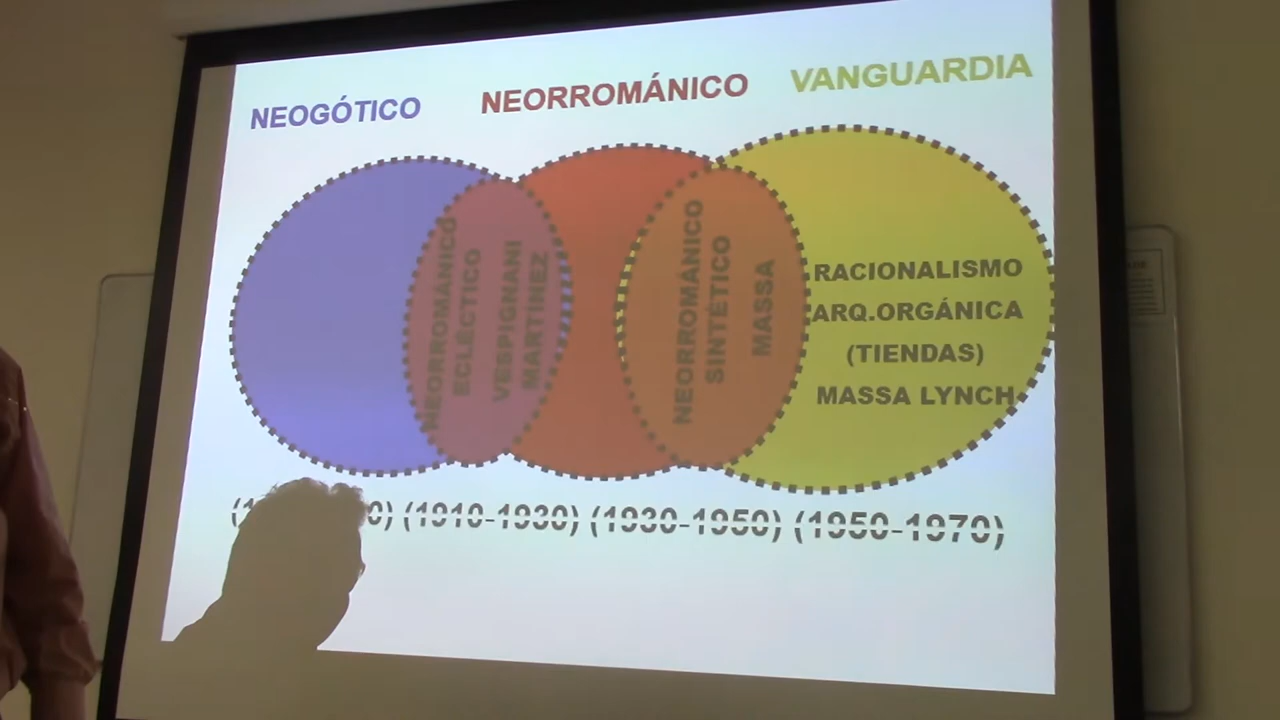 NEOGÓTICO NEORROMÁNICO VANGUARDIA
NEORROMÁNICO
ECLÉCTICO
VESPIGNANI
MARTINEZ
NEORROMÁNICO
SINTÉTICO
MASSA
RACIONALISMO
ARQ.ORGÁNICA
(TIENDAS)
MASSA LYNCH
(1910-1930) (1930-1950) (1950-1970)